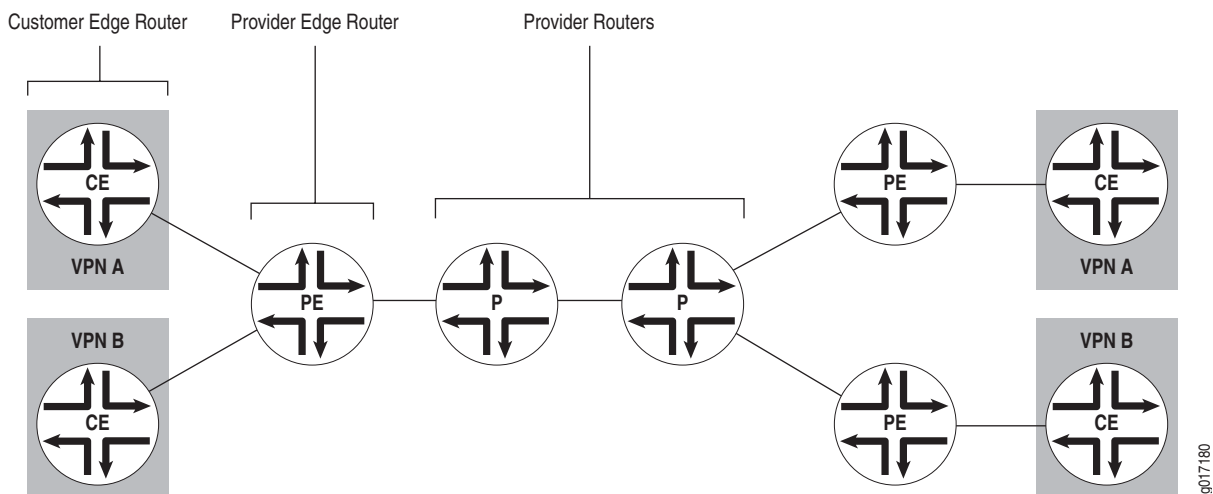 Customer Edge Router
Provider Edge Router
Provider Routers
CE
VPN A
PE
P
P
PE
CE
VPN A
VPN B
CE
PE
VPN B
CE
g017180